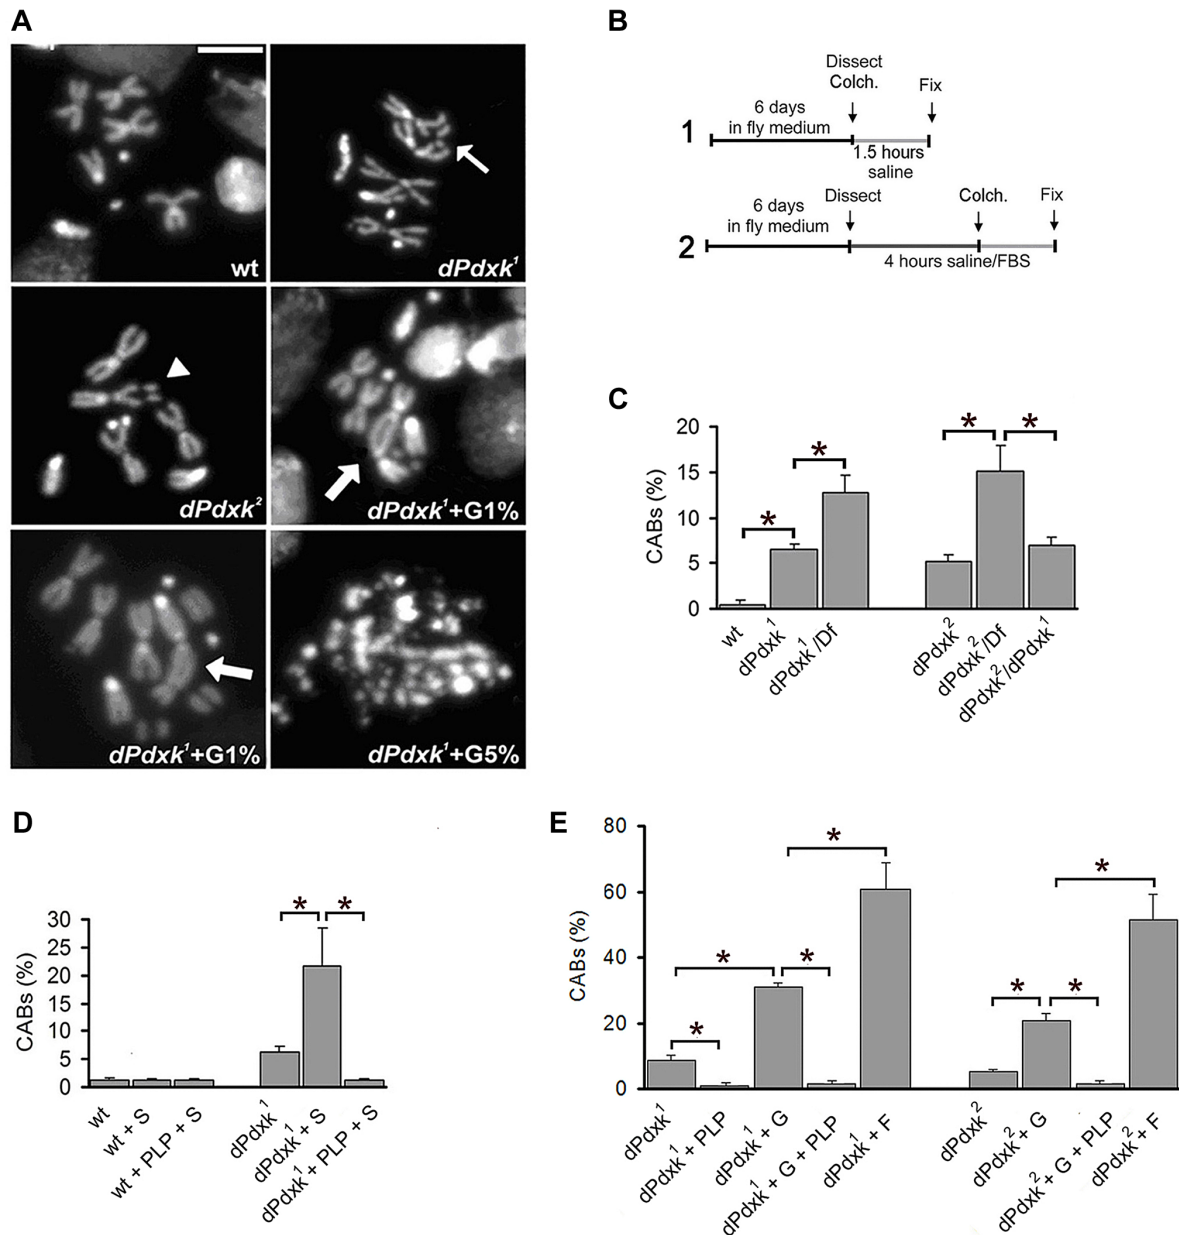 A
wt
dPdxk¹
dPdxk²
dPdxk¹+G1%
dPdxk¹+G1%
dPdxk¹+G5%
B
1
6 days
in fly medium
Dissect
Colch.
Fix
1.5 hours
saline
2
6 days
in fly medium
Dissect
Colch.
Fix
4 hours saline/FBS
C
CABs (%)
20
15
10
5
0
* * * *
wt
dPdxk¹
dPdxk¹/Df
dPdxk²
dPdxk²/Df
dPdxk²/dPdxk¹
D
CABs (%)
30
25
20
15
10
5
0
* *
wt
wt + S
wt + PLP + S
dPdxk¹
dPdxk¹ + S
dPdxk¹ + PLP + S
E
CABs (%)
80
60
40
20
0
* * * * * * *
dPdxk¹
dPdxk¹ + PLP
dPdxk¹ + G
dPdxk¹ + G + PLP
dPdxk¹ + F
dPdxk²
dPdxk² + G
dPdxk² + G + PLP
dPdxk² + F